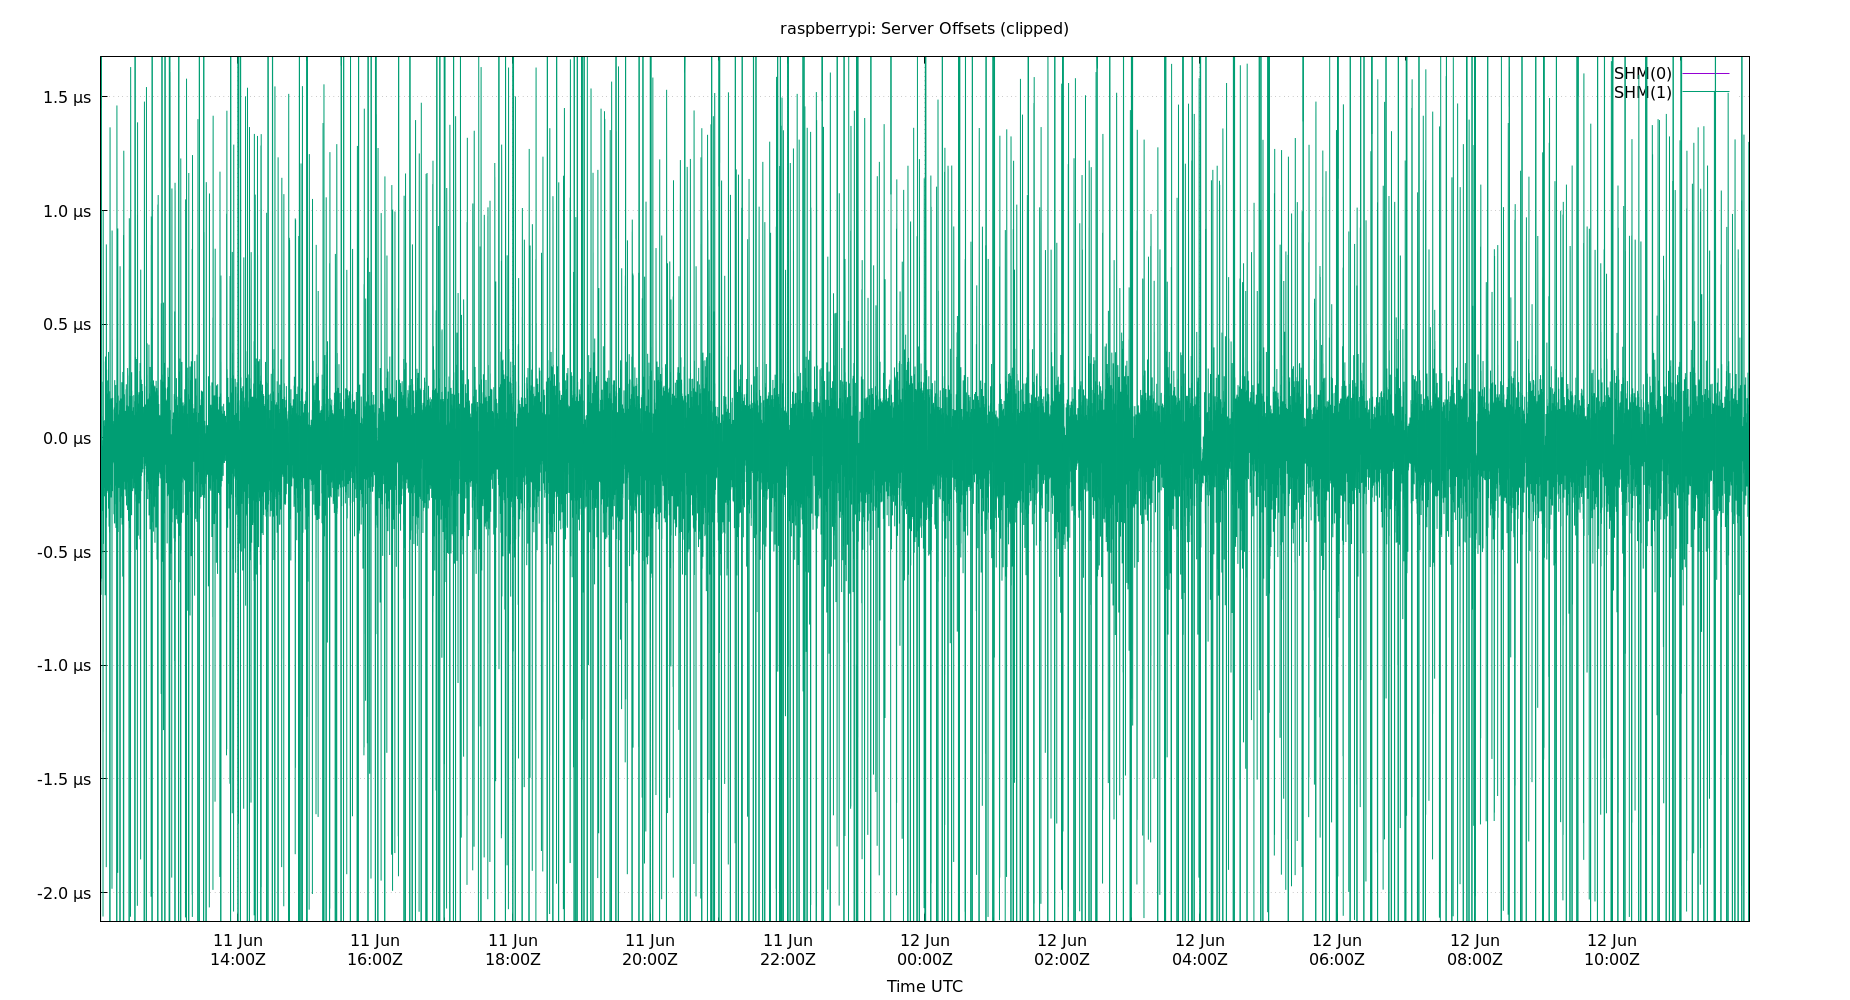 raspberrypi: Server Offsets (clipped)
SHM(0)
SHM(1)
1.5 µs
1.0 µs
0.5 µs
0.0 µs
-0.5 µs
-1.0 µs
-1.5 µs
-2.0 µs
11 Jun 11 Jun 11 Jun 11 Jun 11 Jun 12 Jun 12 Jun 12 Jun 12 Jun 12 Jun 12 Jun
14:00Z 16:00Z 18:00Z 20:00Z 22:00Z 00:00Z 02:00Z 04:00Z 06:00Z 08:00Z 10:00Z
Time UTC